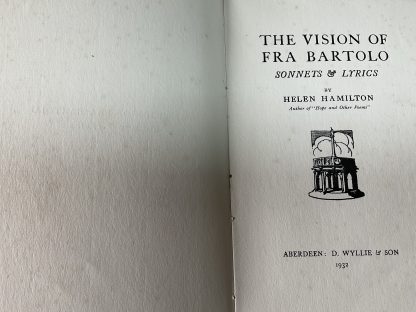 THE VISION OF
FRA BARTOLO
SONNETS & LYRICS
BY
HELEN HAMILTON
Author of "Hope and Other Poems"
ABERDEEN: D. WYLLIE & SON
1932